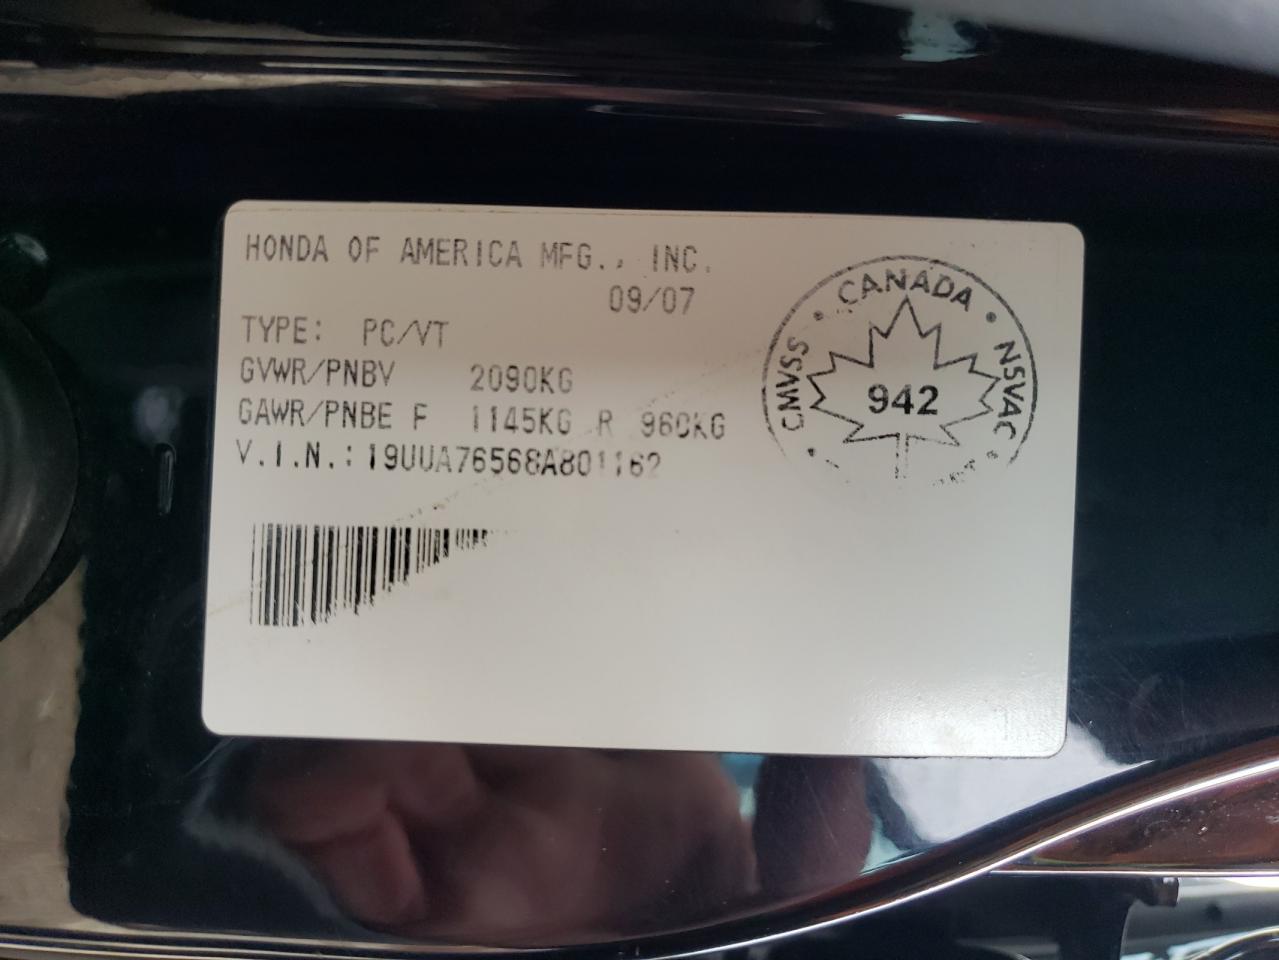 HONDA OF AMERICA MFG., INC.
09/07
TYPE: PC/VT
GVWR/PNBV 2090KG
GAWR/PNBE F 1145KG R 960KG
V.I.N.: 19UUA76568A801162
CANADA
CMVSS
NSVAC
942